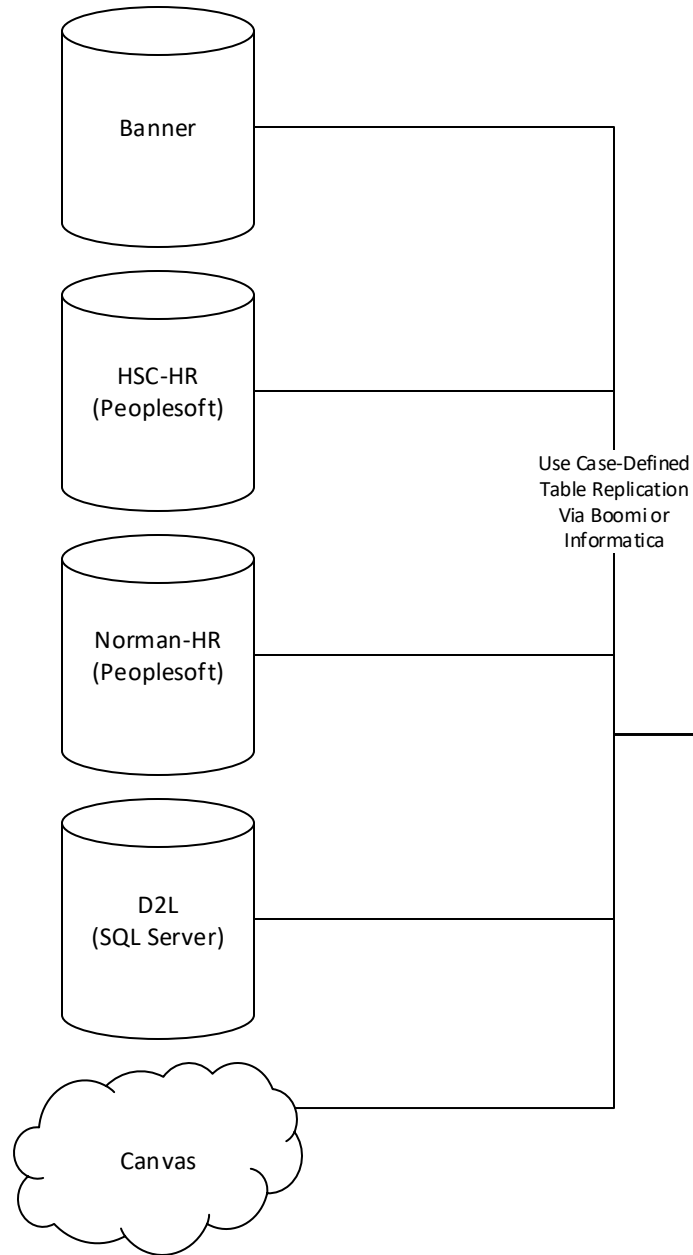 Banner
HSC-HR
(Peoplesoft)
Use Case-Defined
Table Replication
Via Boomi or
Informatica
Norman-HR
(Peoplesoft)
D2L
(SQL Server)
Canvas